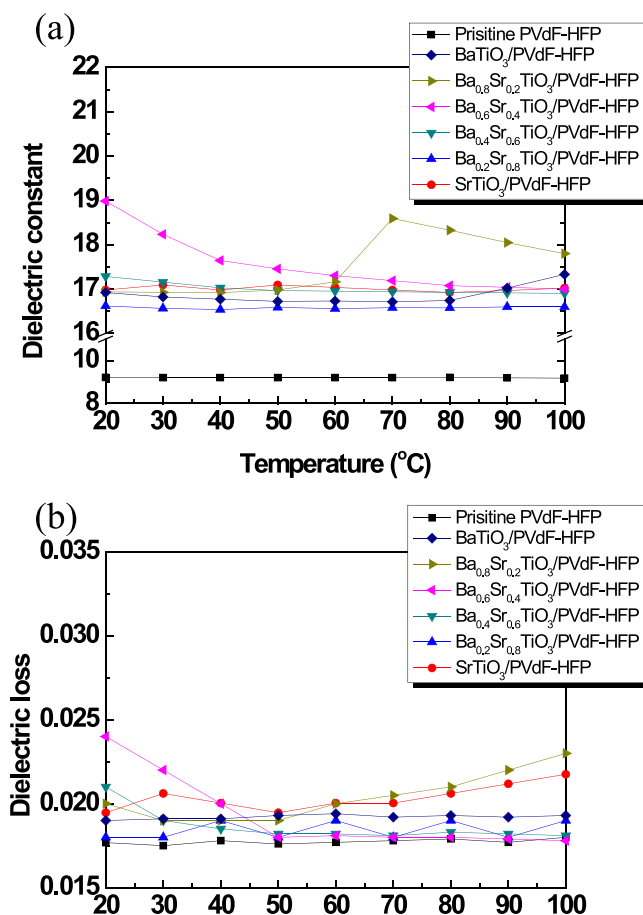 (a)
Prisitine PVdF-HFP
BaTiO₃/PVdF-HFP
Ba₀.₈Sr₀.₂TiO₃/PVdF-HFP
Ba₀.₆Sr₀.₄TiO₃/PVdF-HFP
Ba₀.₄Sr₀.₆TiO₃/PVdF-HFP
Ba₀.₂Sr₀.₈TiO₃/PVdF-HFP
SrTiO₃/PVdF-HFP
22
21
20
19
18
17
16
10
8
Dielectric constant
20 30 40 50 60 70 80 90 100
Temperature (°C)
(b)
Prisitine PVdF-HFP
BaTiO₃/PVdF-HFP
Ba₀.₈Sr₀.₂TiO₃/PVdF-HFP
Ba₀.₆Sr₀.₄TiO₃/PVdF-HFP
Ba₀.₄Sr₀.₆TiO₃/PVdF-HFP
Ba₀.₂Sr₀.₈TiO₃/PVdF-HFP
SrTiO₃/PVdF-HFP
0.035
0.030
0.025
0.020
0.015
Dielectric loss
20 30 40 50 60 70 80 90 100